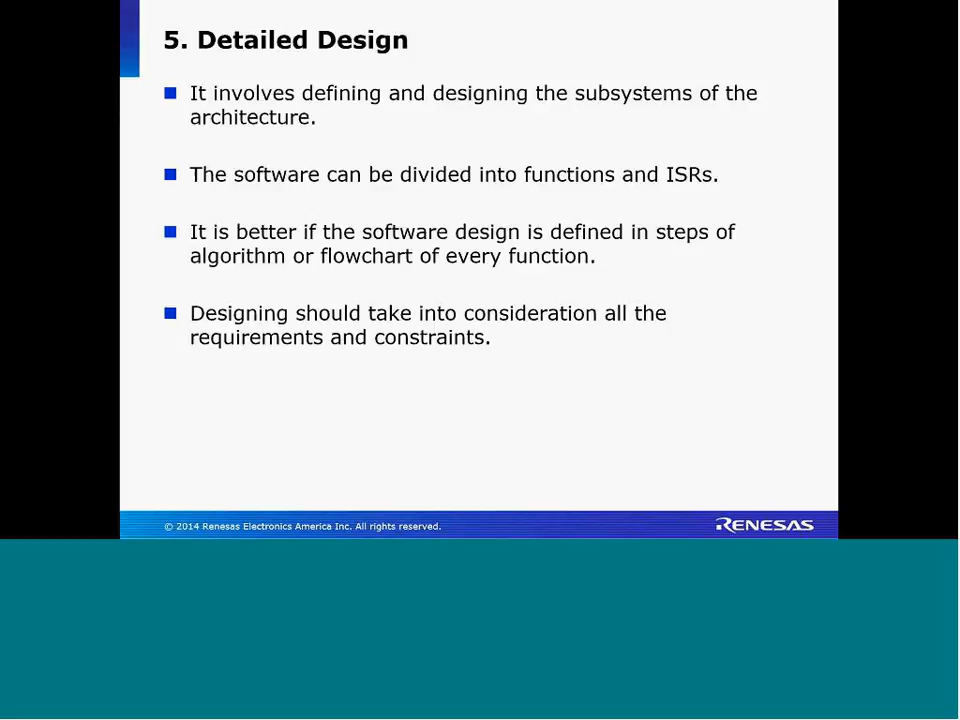 5. Detailed Design
It involves defining and designing the subsystems of the
architecture.
The software can be divided into functions and ISRs.
It is better if the software design is defined in steps of
algorithm or flowchart of every function.
Designing should take into consideration all the
requirements and constraints.
© 2014 Renesas Electronics America Inc. All rights reserved.
RENESAS